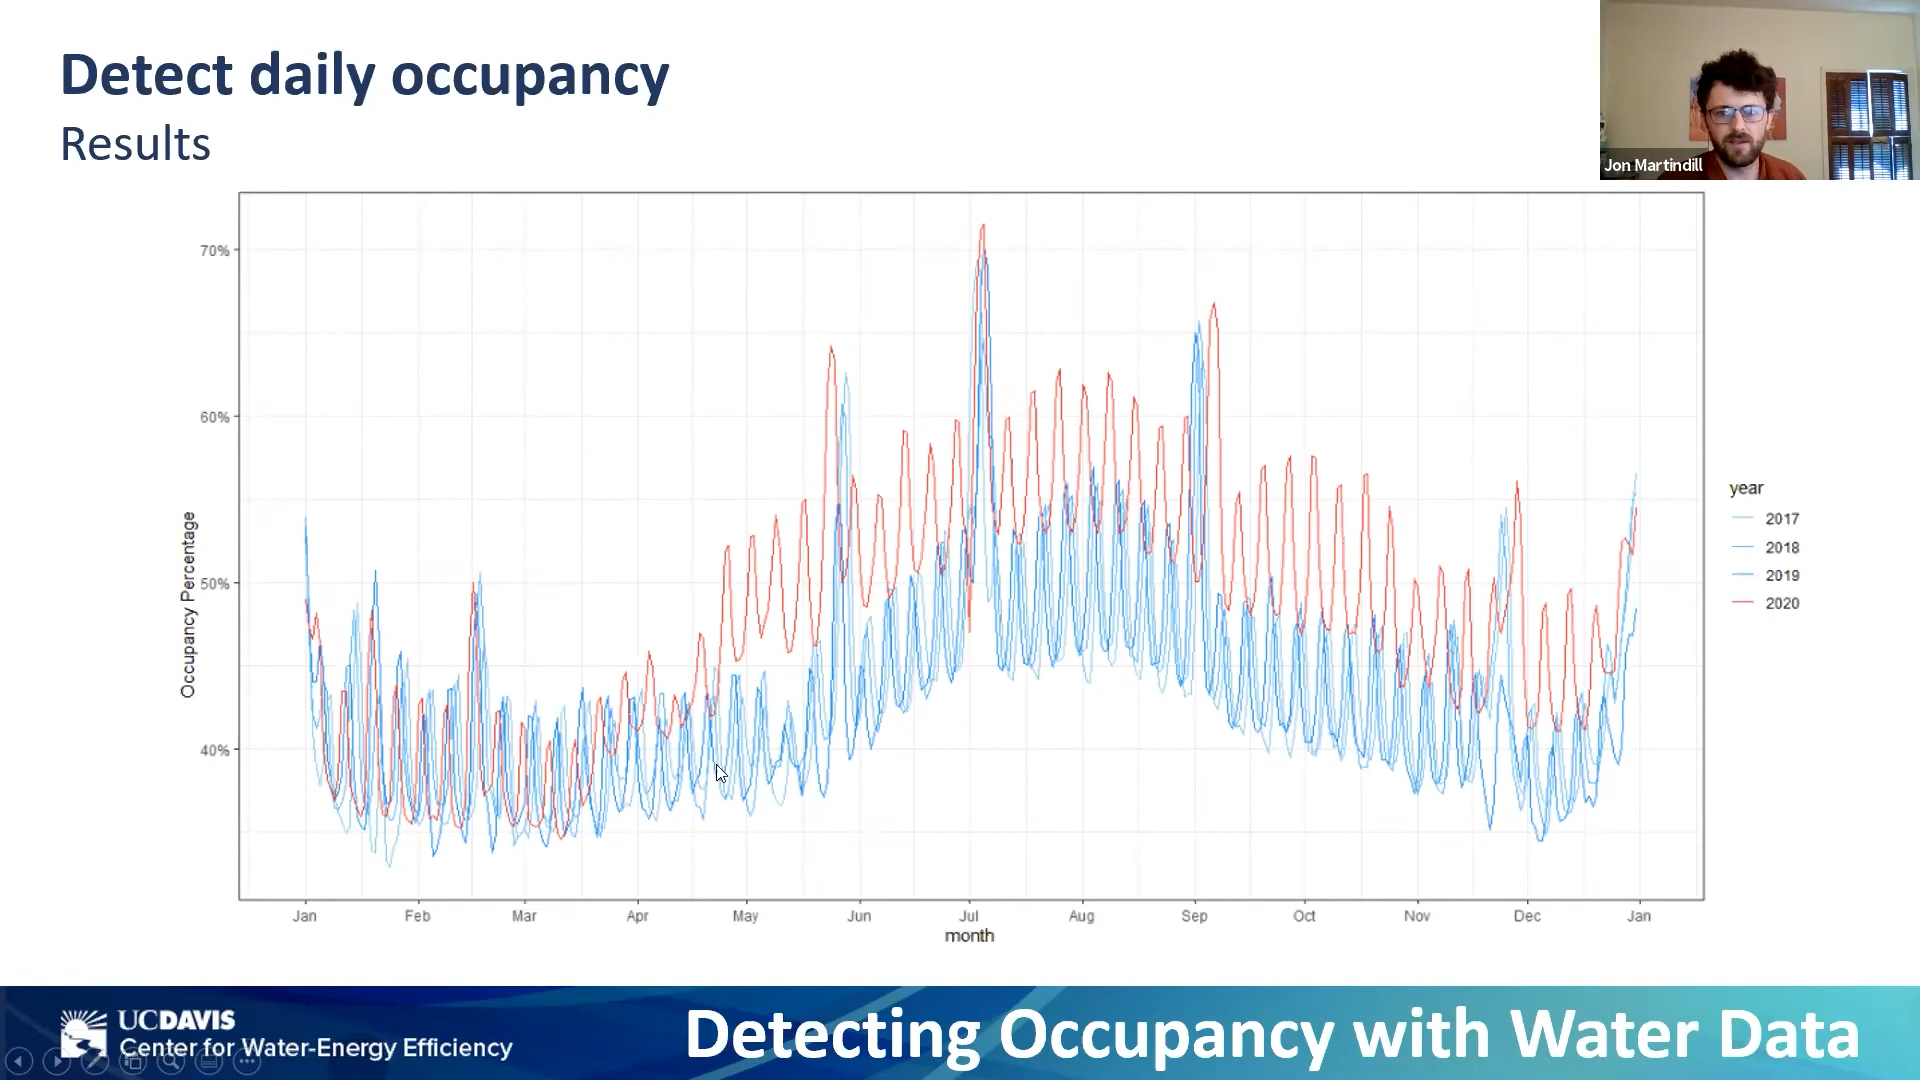 Detect daily occupancy
Results
Jon Martindill
70%
60%
50%
40%
Occupancy Percentage
Jan Feb Mar Apr May Jun Jul Aug Sep Oct Nov Dec Jan
month
year
2017
2018
2019
2020
UCDAVIS
Center for Water-Energy Efficiency
Detecting Occupancy with Water Data